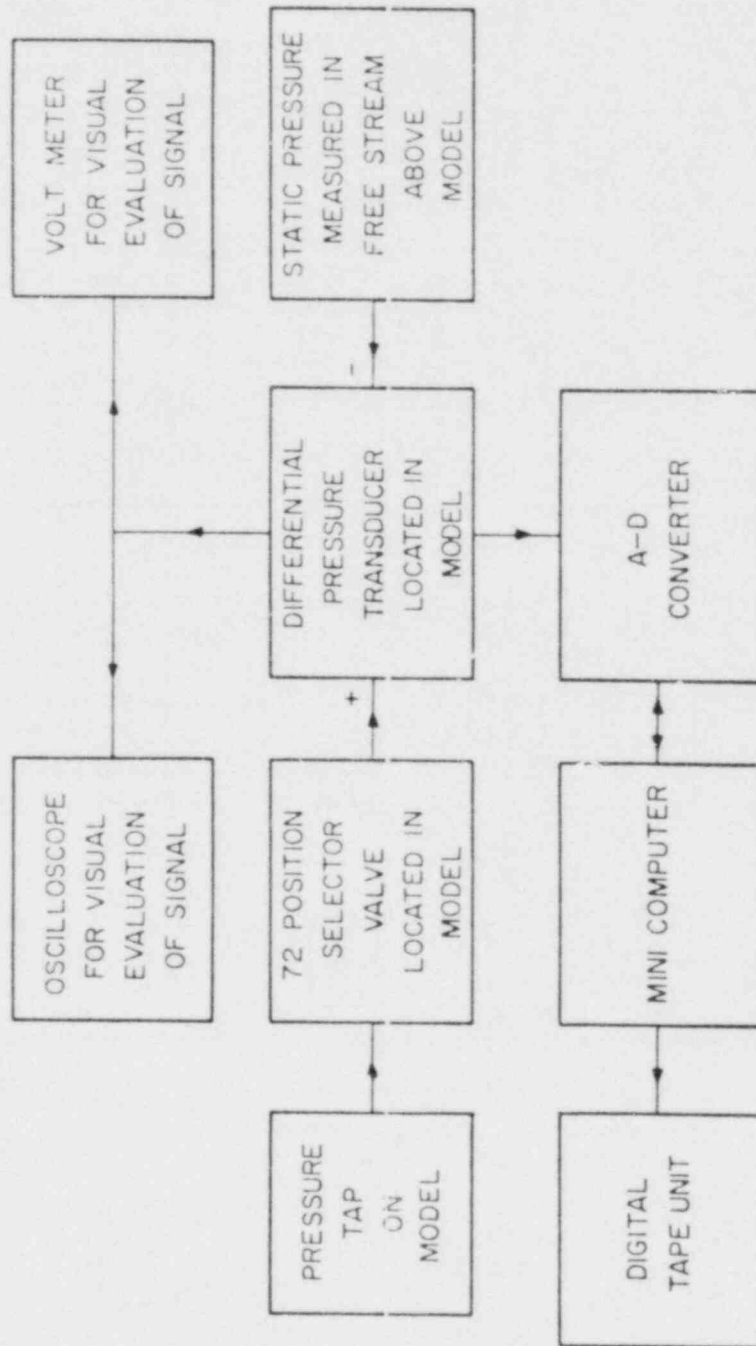 OSCILLOSCOPE
FOR VISUAL
EVALUATION
OF SIGNAL
VOLT METER
FOR VISUAL
EVALUATION
OF SIGNAL
PRESSURE
TAP
ON
MODEL
72 POSITION
SELECTOR
VALVE
LOCATED IN
MODEL
+
DIFFERENTIAL
PRESSURE
TRANSDUCER
LOCATED IN
MODEL
-
STATIC PRESSURE
MEASURED IN
FREE STREAM
ABOVE
MODEL
DIGITAL
TAPE UNIT
MINI COMPUTER
A-D
CONVERTER